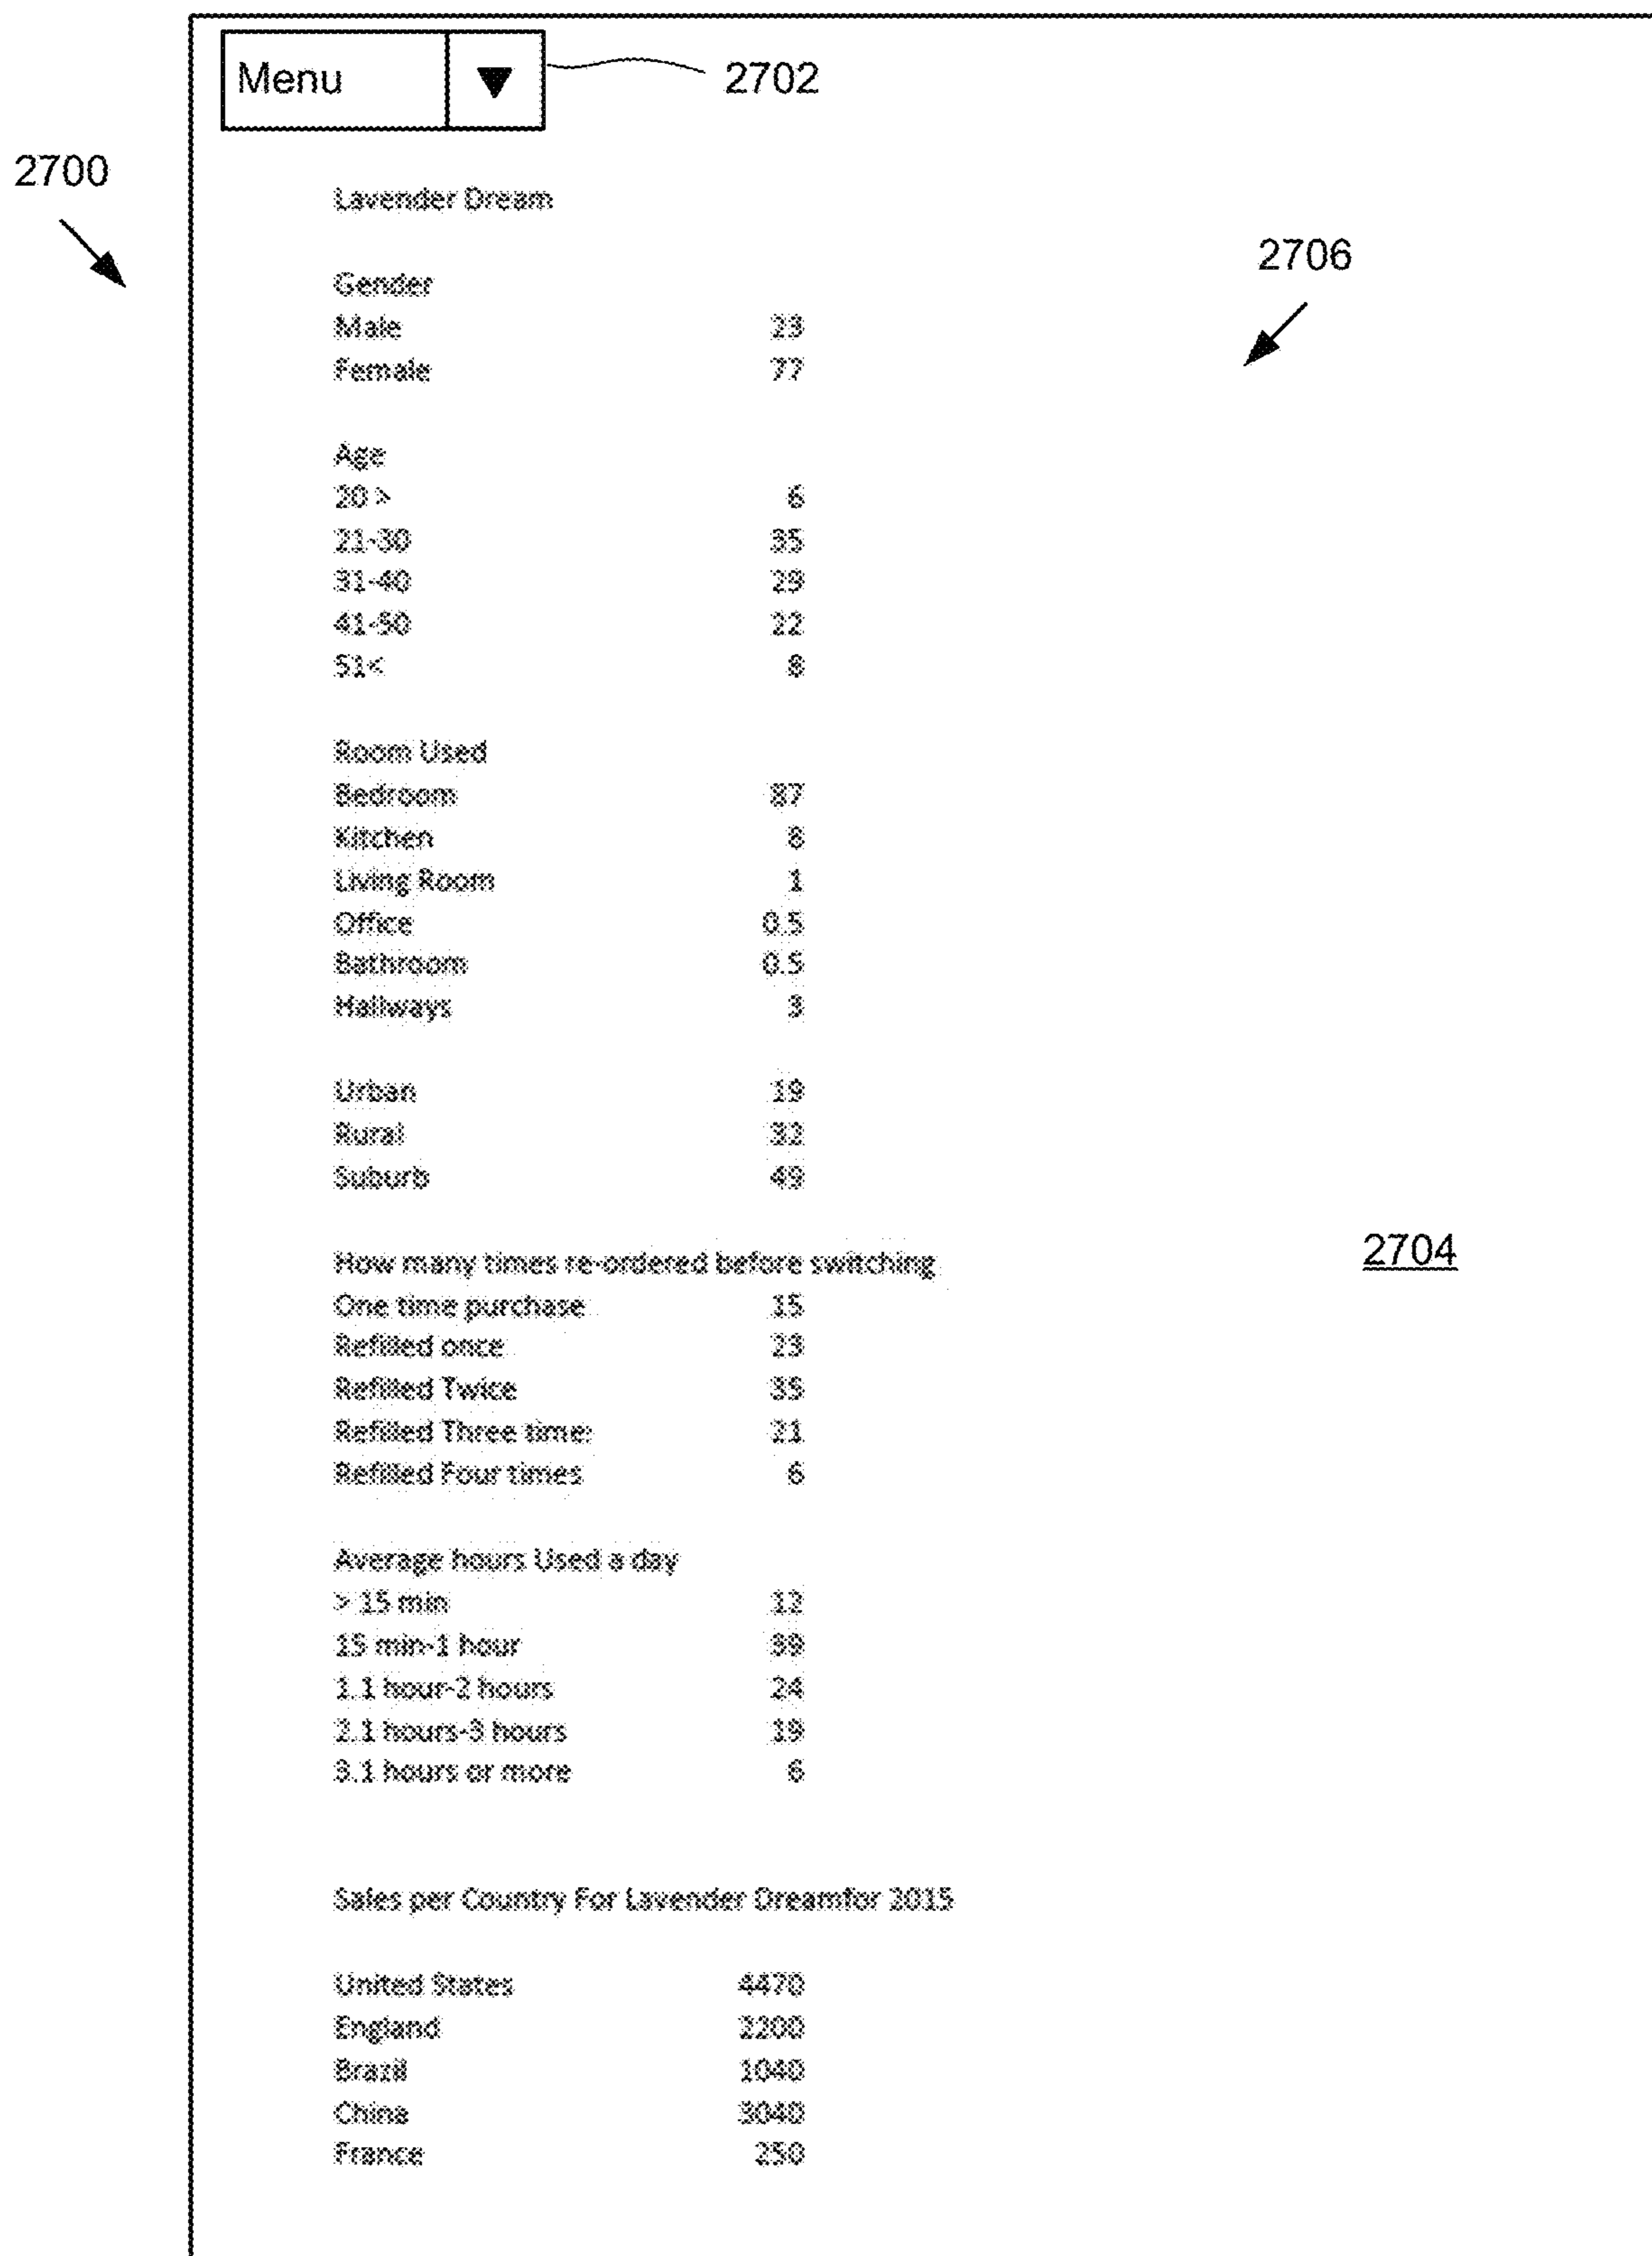 Menu ▼ 2702
2700
Lavender Dream
2706
Gender
Male 23
Female 77
Age
20 > 6
21-30 35
31-40 29
41-50 22
51< 8
Room Used
Bedroom 87
Kitchen 8
Living Room 1
Office 0.5
Bathroom 0.5
Hallways 3
Urban 19
Rural 32
Suburb 49
2704
How many times re-ordered before switching
One time purchase 15
Refilled once 23
Refilled Twice 35
Refilled Three time: 21
Refilled Four times 6
Average hours Used a day
> 15 min 12
15 min-1 hour 39
1.1 hour-2 hours 24
2.1 hours-3 hours 19
3.1 hours or more 6
Sales per Country For Lavender Dreamfor 2015
United States 4470
England 2200
Brazil 1040
China 3040
France 250